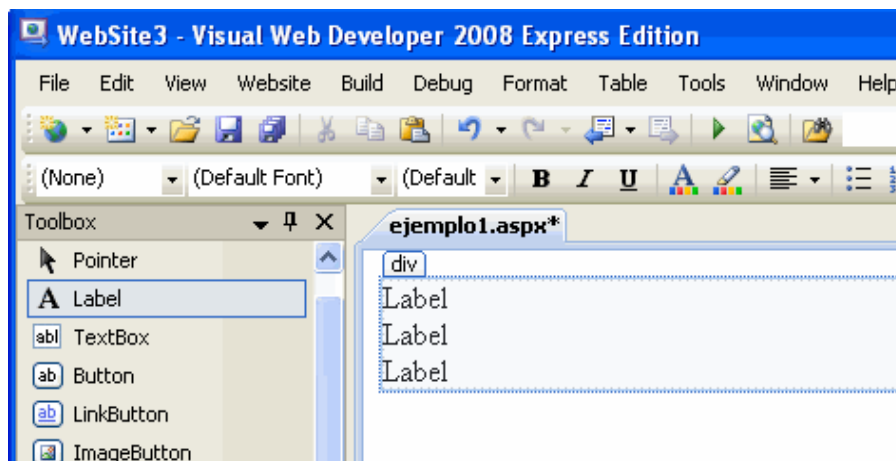 WebSite3 - Visual Web Developer 2008 Express Edition
File Edit View Website Build Debug Format Table Tools Window Help
(None) (Default Font) (Default B I U A
Toolbox
ejemplo1.aspx*
Pointer
div
A Label
Label
abl TextBox
Label
ab Button
Label
ab LinkButton
ImageButton